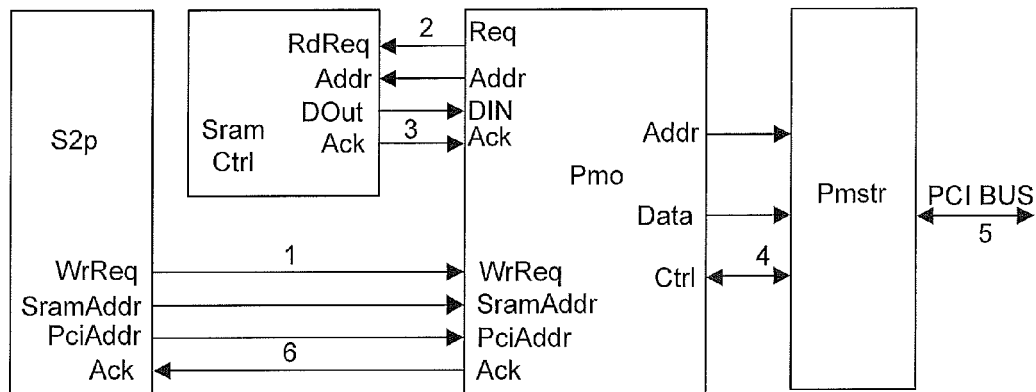 RdReq 2 Req
Addr Addr
DOut DIN
Sram
Ctrl
Ack 3 Ack
S2p
Pmo
Addr
Data
Ctrl 4
Pmstr
PCI BUS
5
WrReq 1 WrReq
SramAddr SramAddr
PciAddr PciAddr
Ack 6 Ack